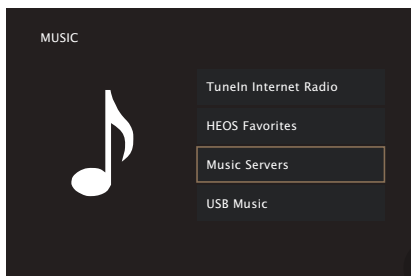 MUSIC
TuneIn Internet Radio
HEOS Favorites
Music Servers
USB Music